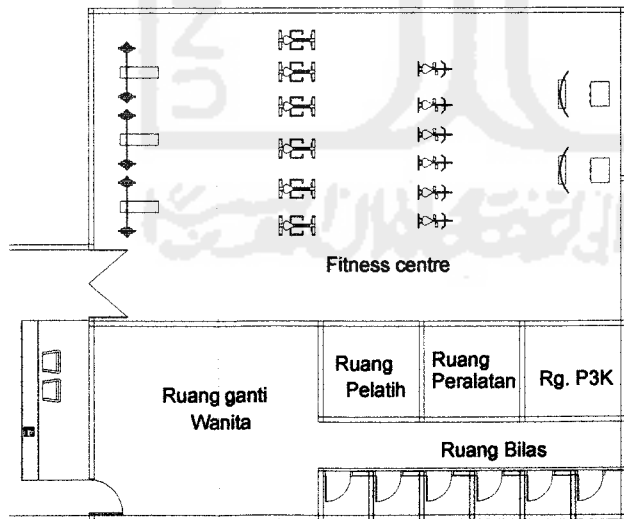 Fitness centre
Ruang
Pelatih
Ruang
Peralatan
Rg. P3K
Ruang ganti
Wanita
Ruang Bilas